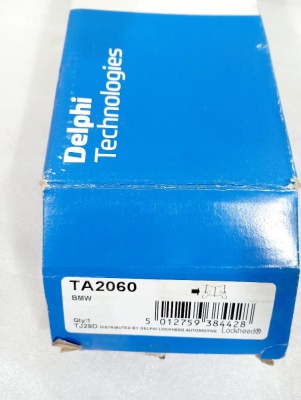 Delphi
Technologies
TA2060
BMW
Qty:1
TJ29D DISTRIBUTED BY DELPHI LOCKHEED AUTOMOTIVE Lockheed®
5 012759 384428